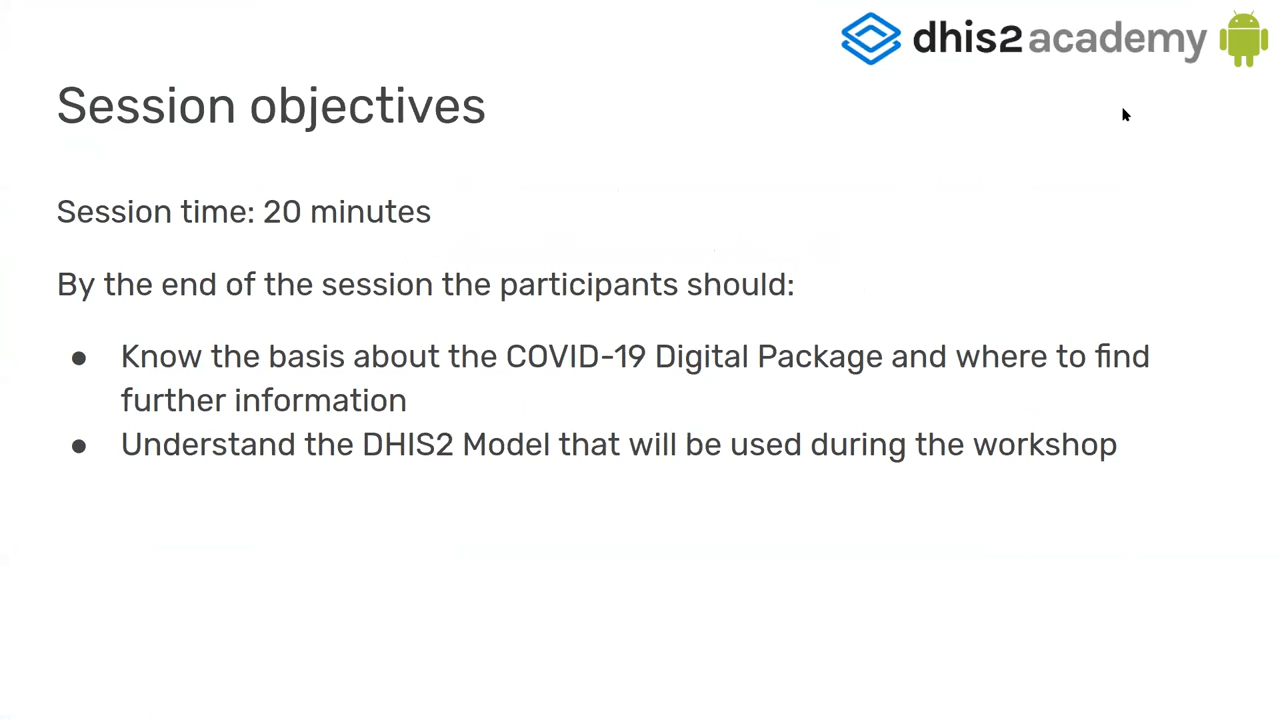 dhis2 academy
Session objectives
Session time: 20 minutes
By the end of the session the participants should:
● Know the basis about the COVID-19 Digital Package and where to find
further information
● Understand the DHIS2 Model that will be used during the workshop